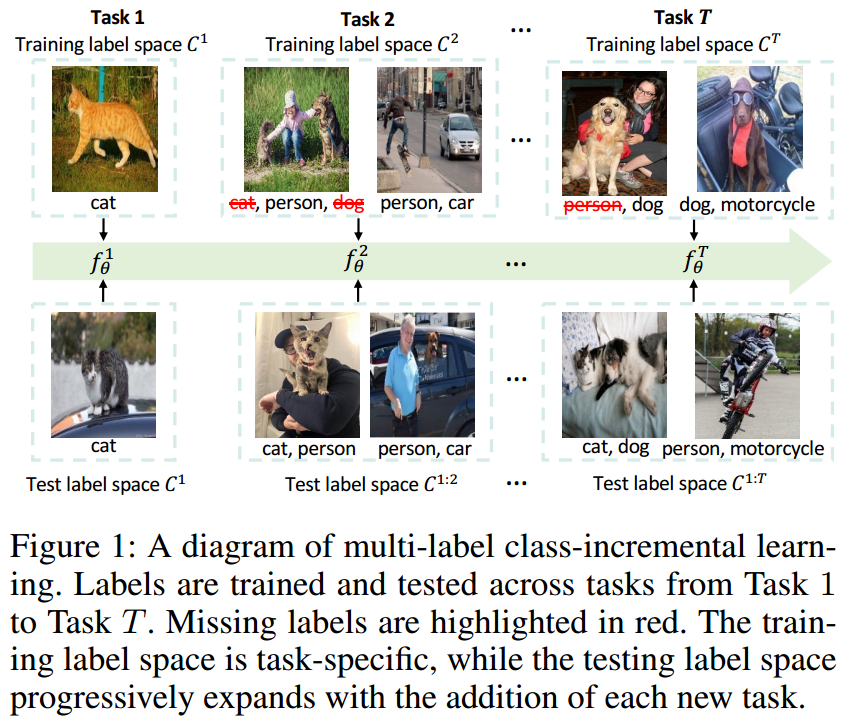 Task 1 Task 2 ... Task T
Training label space C¹ Training label space C² Training label space Cᵀ
...
cat cat, person, dog person, car person, dog dog, motorcycle
f_θ^1 f_θ^2 ... f_θ^T
...
cat cat, person person, car cat, dog person, motorcycle
Test label space C¹ Test label space C^{1:2} ... Test label space C^{1:T}
Figure 1: A diagram of multi-label class-incremental learn-
ing. Labels are trained and tested across tasks from Task 1
to Task T. Missing labels are highlighted in red. The train-
ing label space is task-specific, while the testing label space
progressively expands with the addition of each new task.